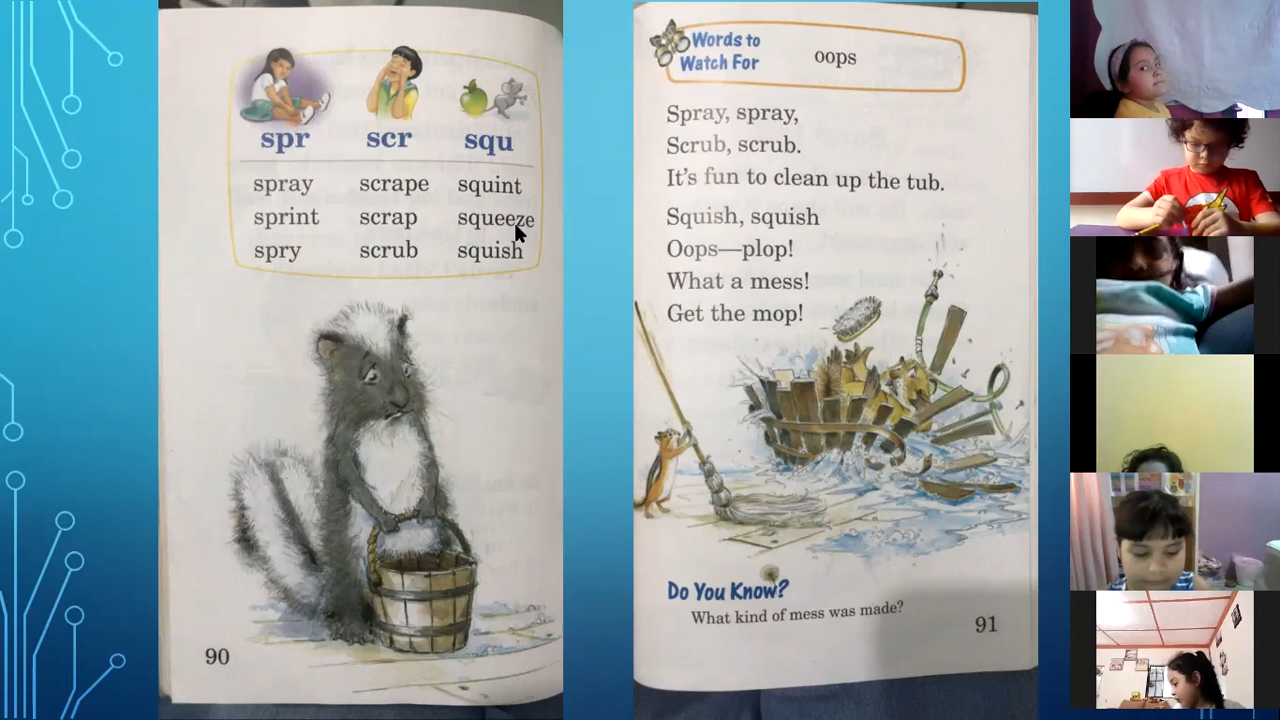 spr scr squ
spray scrape squint
sprint scrap squeeze
spry scrub squish
90
Words to
Watch For
oops
Spray, spray,
Scrub, scrub.
It's fun to clean up the tub.
Squish, squish
Oops—plop!
What a mess!
Get the mop!
Do You Know?
What kind of mess was made?
91